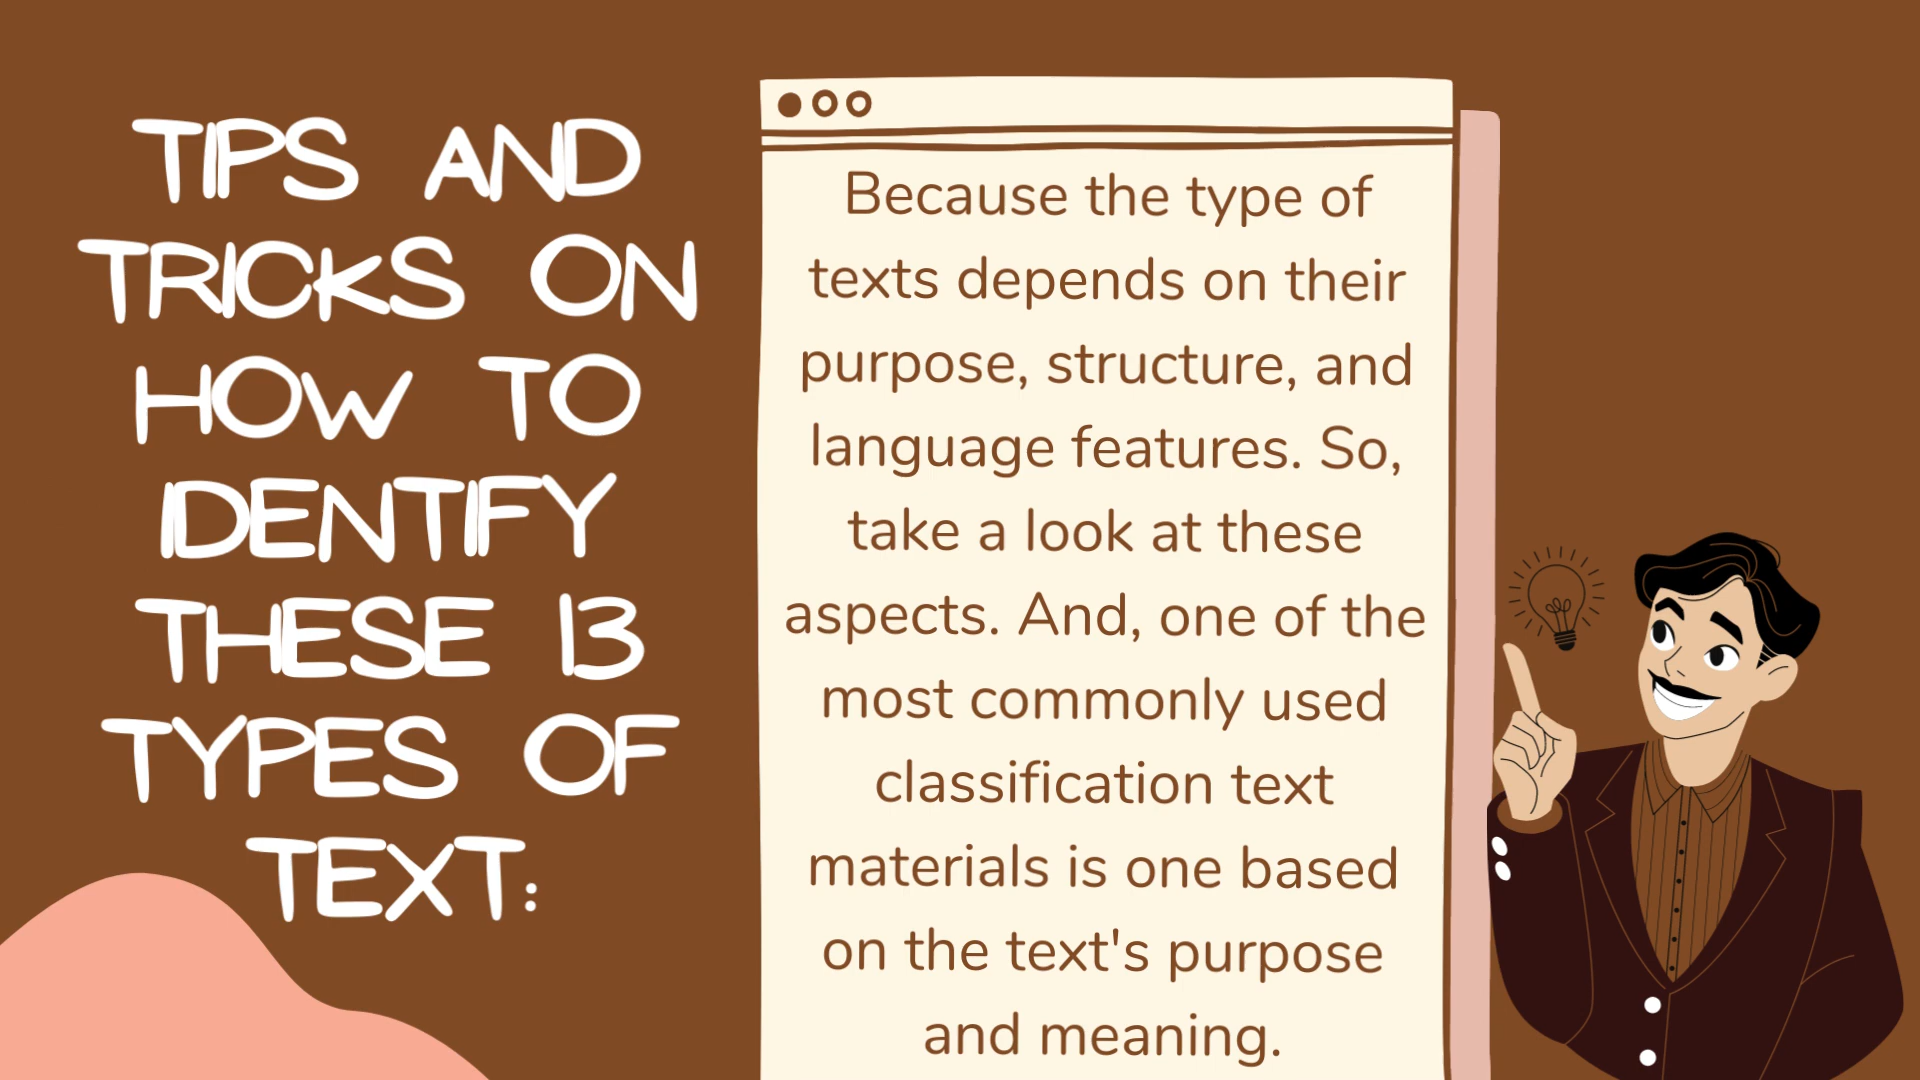 TIPS AND
TRICKS ON
HOW TO
IDENTIFY
THESE 13
TYPES OF
TEXT:
Because the type of
texts depends on their
purpose, structure, and
language features. So,
take a look at these
aspects. And, one of the
most commonly used
classification text
materials is one based
on the text's purpose
and meaning.